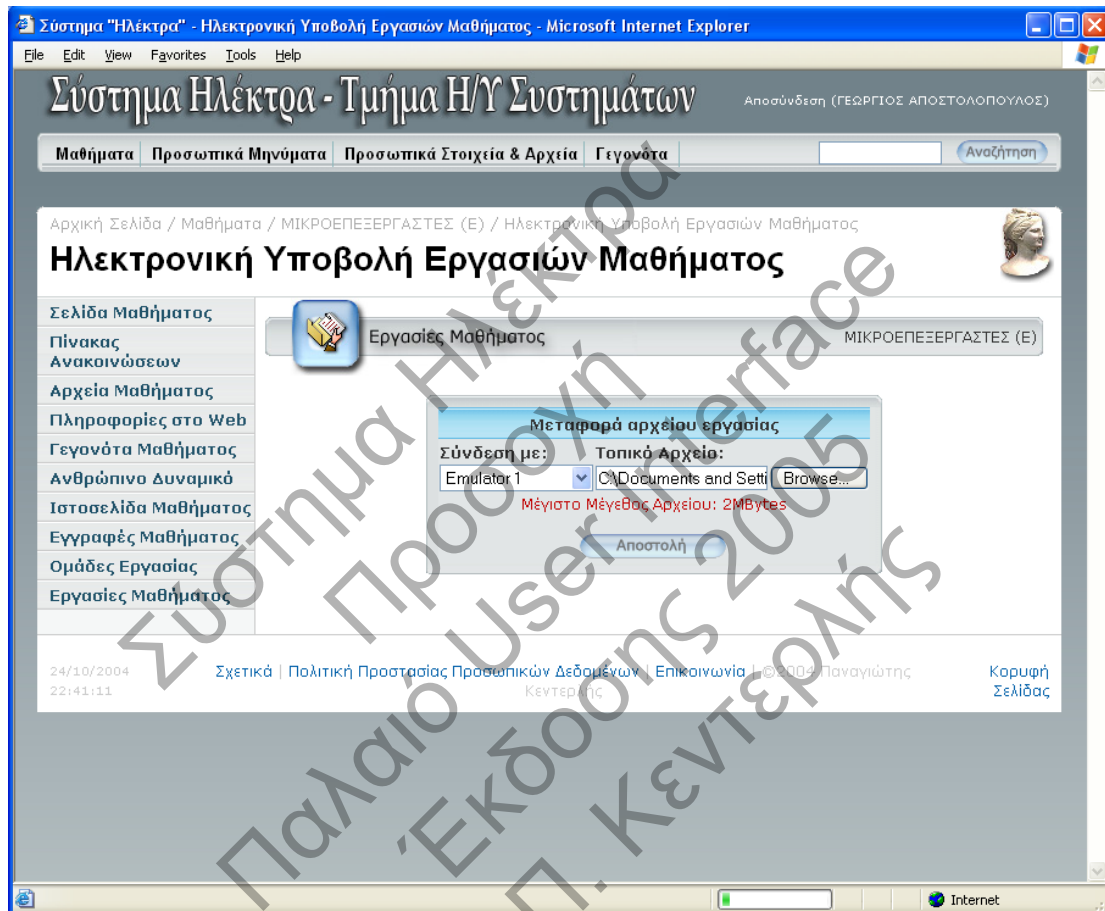 Σύστημα "Ηλέκτρα" - Ηλεκτρονική Υποβολή Εργασιών Μαθήματος - Microsoft Internet Explorer
File Edit View Favorites Tools Help
Σύστημα Ηλέκτρα - Τμήμα Η/Υ Συστημάτων
Αποσύνδεση (ΓΕΩΡΓΙΟΣ ΑΠΟΣΤΟΛΟΠΟΥΛΟΣ)
Μαθήματα Προσωπικά Μηνύματα Προσωπικά Στοιχεία & Αρχεία Γεγονότα Αναζήτηση
Αρχική Σελίδα / Μαθήματα / ΜΙΚΡΟΕΠΕΞΕΡΓΑΣΤΕΣ (Ε) / Ηλεκτρονική Υποβολή Εργασιών Μαθήματος
Ηλεκτρονική Υποβολή Εργασιών Μαθήματος
Σελίδα Μαθήματος
Πίνακας
Ανακοινώσεων
Αρχεία Μαθήματος
Πληροφορίες στο Web
Γεγονότα Μαθήματος
Ανθρώπινο Δυναμικό
Ιστοσελίδα Μαθήματος
Εγγραφές Μαθήματος
Ομάδες Εργασίας
Εργασίες Μαθήματος
Εργασίες Μαθήματος
ΜΙΚΡΟΕΠΕΞΕΡΓΑΣΤΕΣ (Ε)
Μεταφορά αρχείου εργασίας
Σύνδεση με: Τοπικό Αρχείο:
Emulator 1 C:\Documents and Setti Browse...
Μέγιστο Μέγεθος Αρχείου: 2MBytes
Αποστολή
24/10/2004
22:41:11
Σχετικά | Πολιτική Προστασίας Προσωπικών Δεδομένων | Επικοινωνία | ©2004 Παναγιώτης
Κεντερλής
Κορυφή
Σελίδας
Internet
Σύστημα Ηλέκτρα
Προσοχή
Παλαιό User Interface
Έκδοσης 2005
Π. Κεντερλής